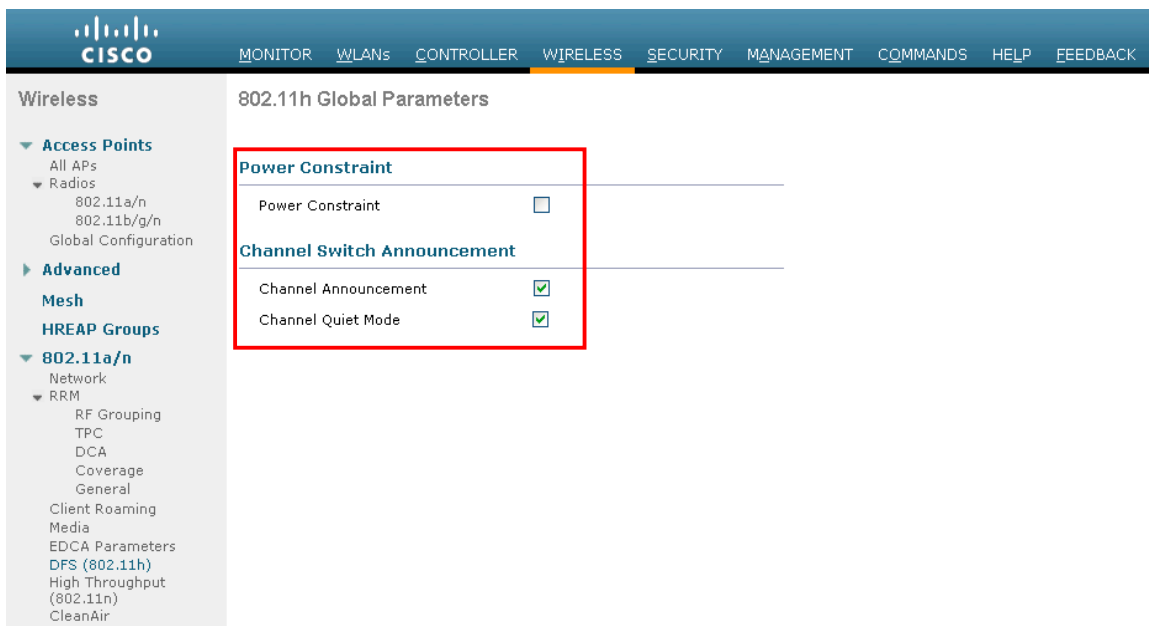 CISCO
MONITOR WLANs CONTROLLER WIRELESS SECURITY MANAGEMENT COMMANDS HELP FEEDBACK
Wireless
Access Points
All APs
Radios
802.11a/n
802.11b/g/n
Global Configuration
Advanced
Mesh
HREAP Groups
802.11a/n
Network
RRM
RF Grouping
TPC
DCA
Coverage
General
Client Roaming
Media
EDCA Parameters
DFS (802.11h)
High Throughput
(802.11n)
CleanAir
802.11h Global Parameters
Power Constraint
Power Constraint
Channel Switch Announcement
Channel Announcement
Channel Quiet Mode